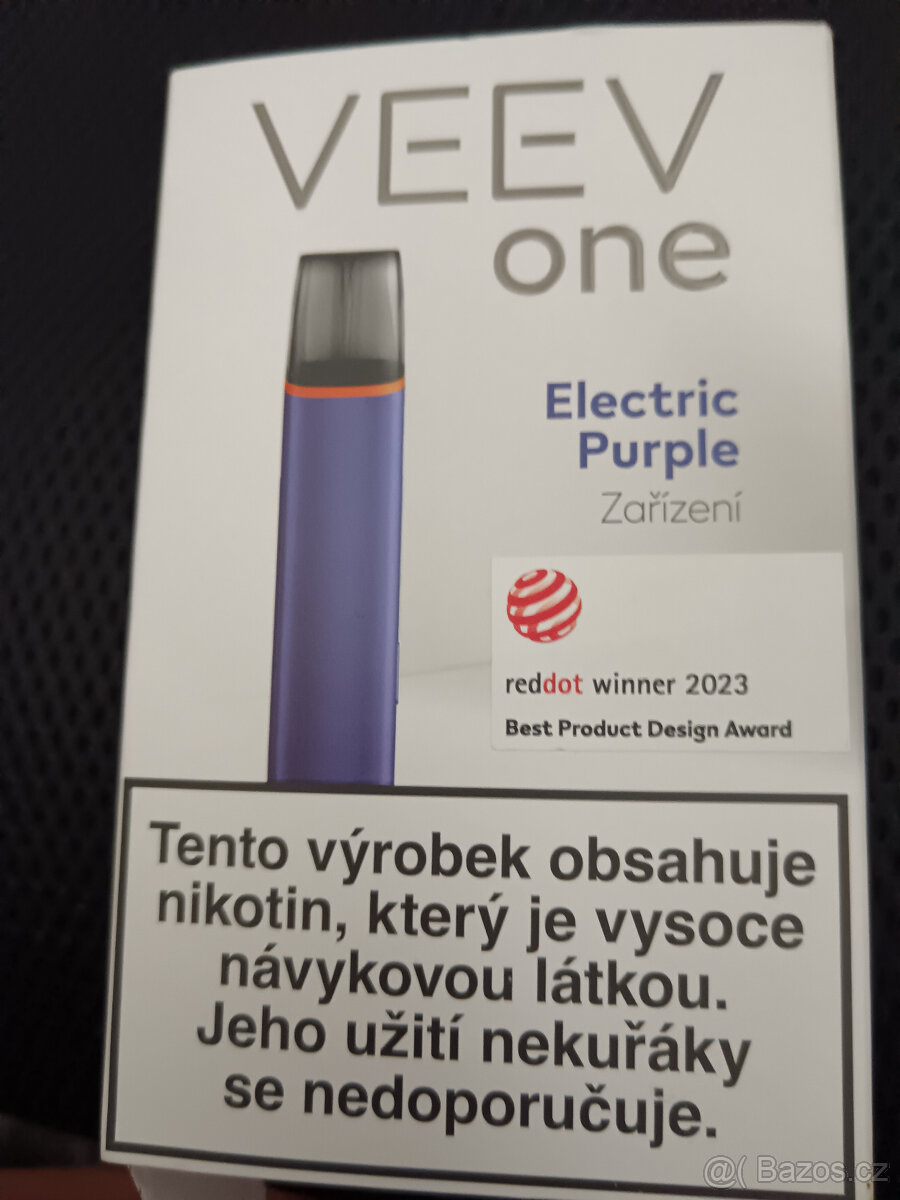 VEEV
one
Electric
Purple
Zařízení
reddot winner 2023
Best Product Design Award
Tento výrobek obsahuje
nikotin, který je vysoce
návykovou látkou.
Jeho užití nekuřáky
se nedoporučuje.
@( Bazos.cz